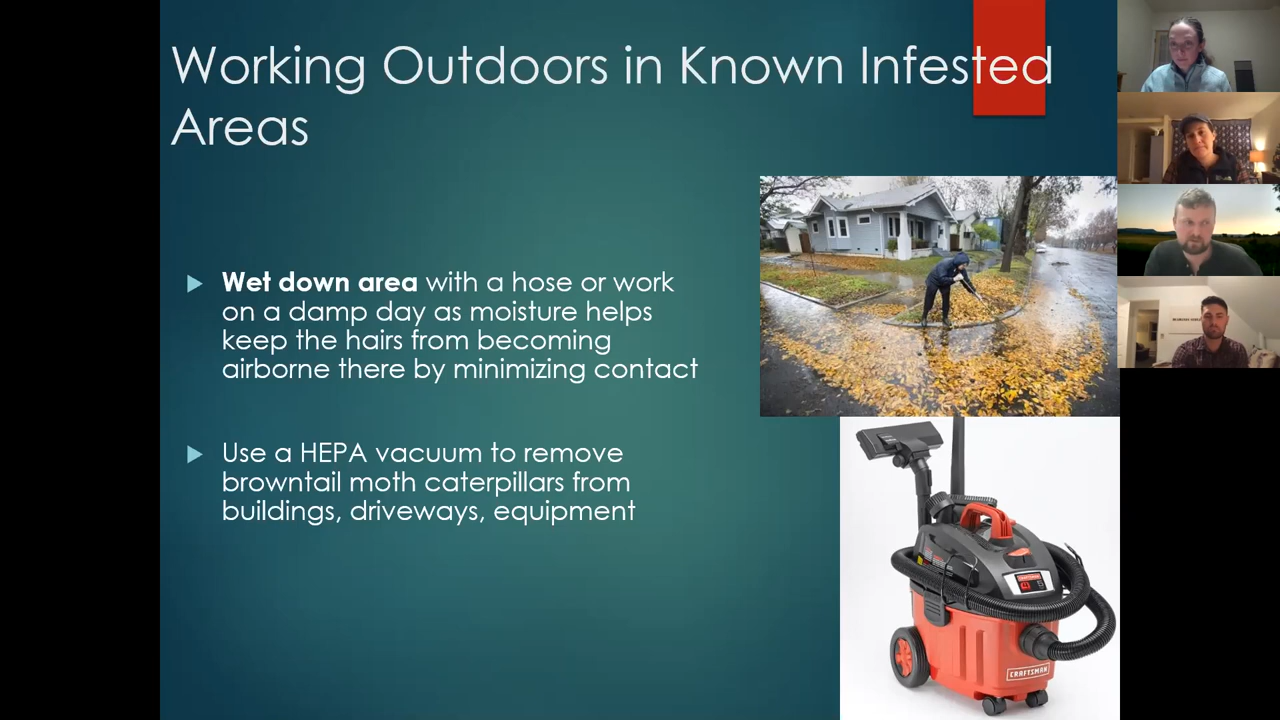 Working Outdoors in Known Infested
Areas
Wet down area with a hose or work
on a damp day as moisture helps
keep the hairs from becoming
airborne there by minimizing contact
Use a HEPA vacuum to remove
browntail moth caterpillars from
buildings, driveways, equipment
CRAFTSMAN